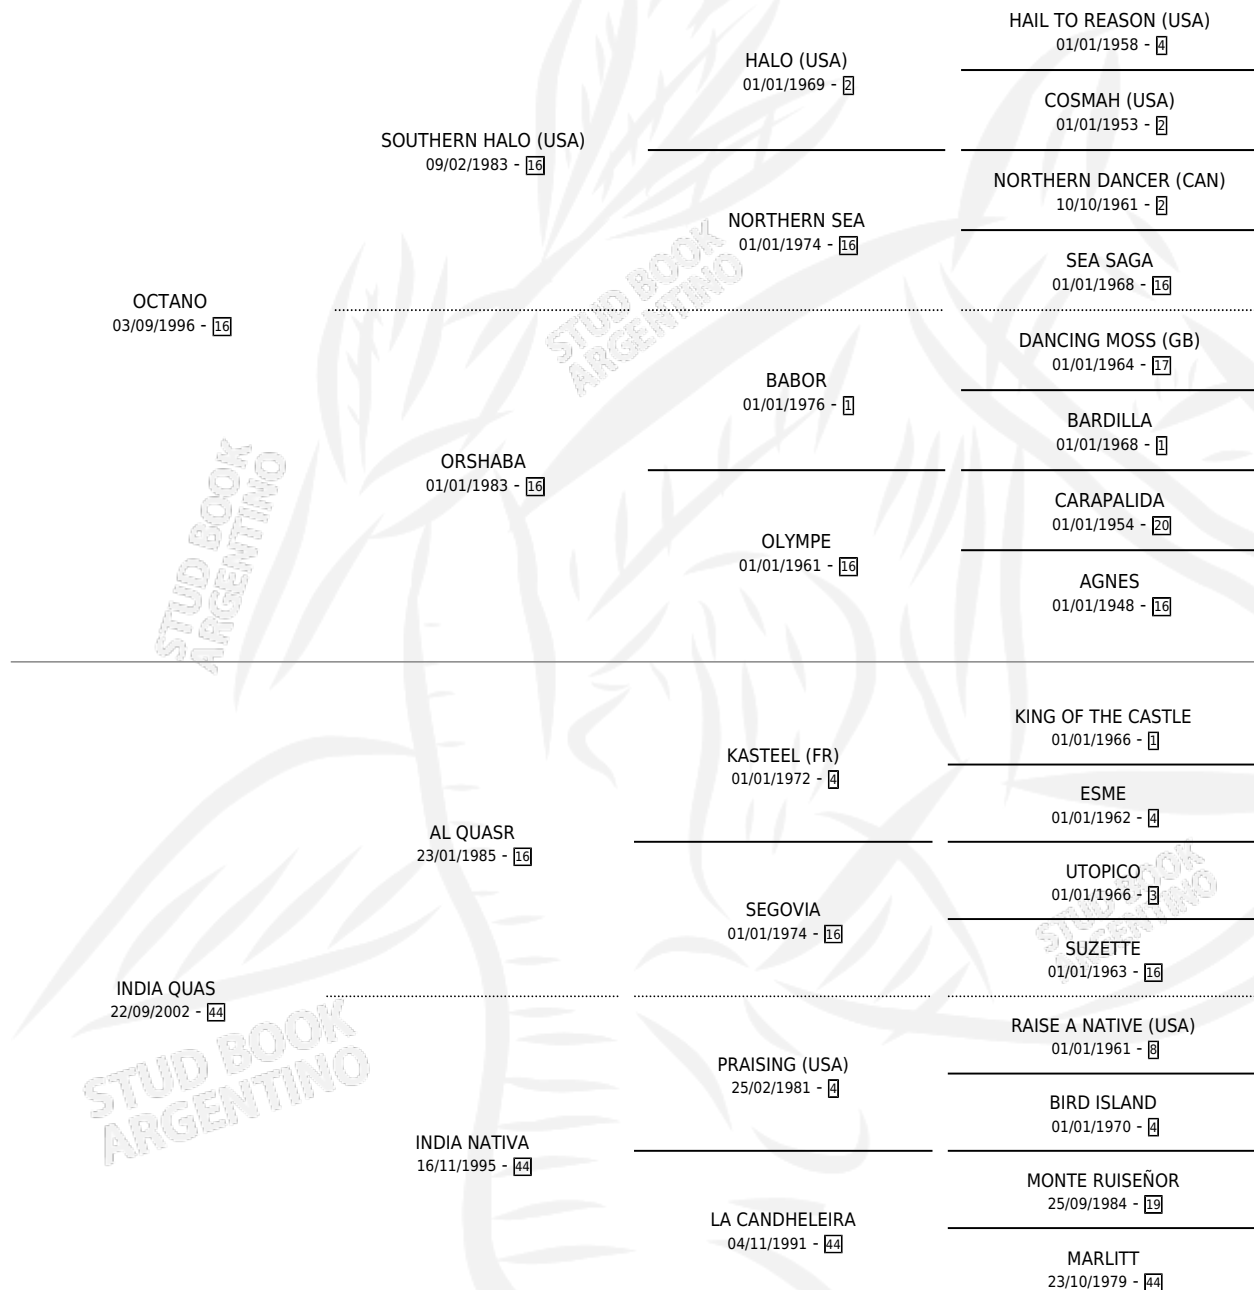 HAIL TO REASON (USA)
01/01/1958 - 4
HALO (USA)
01/01/1969 - 2
COSMAH (USA)
01/01/1953 - 2
SOUTHERN HALO (USA)
09/02/1983 - 16
NORTHERN DANCER (CAN)
10/10/1961 - 2
NORTHERN SEA
01/01/1974 - 16
SEA SAGA
01/01/1968 - 16
OCTANO
03/09/1996 - 16
DANCING MOSS (GB)
01/01/1964 - 17
BABOR
01/01/1976 - 1
BARDILLA
01/01/1968 - 1
ORSHABA
01/01/1983 - 16
CARAPALIDA
01/01/1954 - 20
OLYMPE
01/01/1961 - 16
AGNES
01/01/1948 - 16
KING OF THE CASTLE
01/01/1966 - 1
KASTEEL (FR)
01/01/1972 - 4
ESME
01/01/1962 - 4
AL QUASR
23/01/1985 - 16
UTOPICO
01/01/1966 - 3
SEGOVIA
01/01/1974 - 16
SUZETTE
01/01/1963 - 16
INDIA QUAS
22/09/2002 - 44
RAISE A NATIVE (USA)
01/01/1961 - 8
PRAISING (USA)
25/02/1981 - 4
BIRD ISLAND
01/01/1970 - 4
INDIA NATIVA
16/11/1995 - 44
MONTE RUISEÑOR
25/09/1984 - 19
LA CANDHELEIRA
04/11/1991 - 44
MARLITT
23/10/1979 - 44
STUD BOOK
ARGENTINO
STUD BOOK
ARGENTINO
STUD BOOK
ARGENTINO
STUD BOOK
ARGENTINO